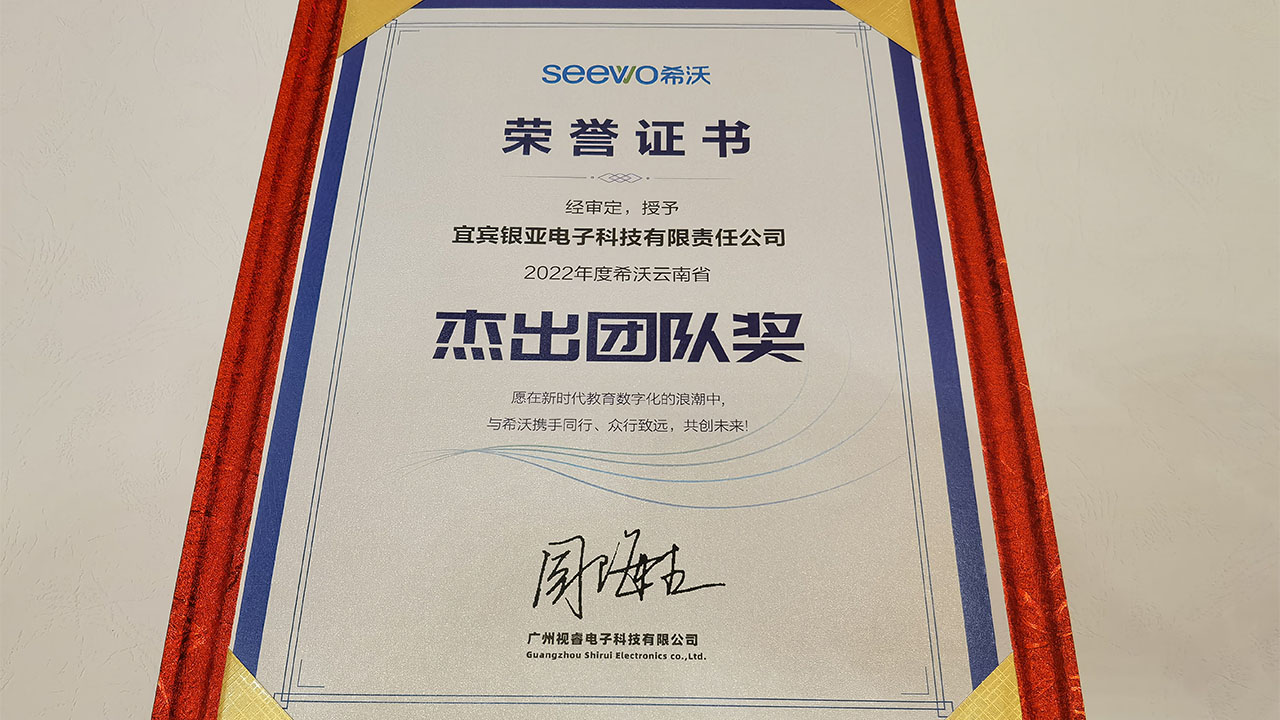 seewo希沃
荣誉证书
经审定，授予
宜宾银亚电子科技有限责任公司
2022年度希沃云南省
杰出团队奖
愿在新时代教育数字化的浪潮中,
与希沃携手同行、众行致远，共创未来!
广州视睿电子科技有限公司
Guangzhou Shirui Electronics co.,Ltd.